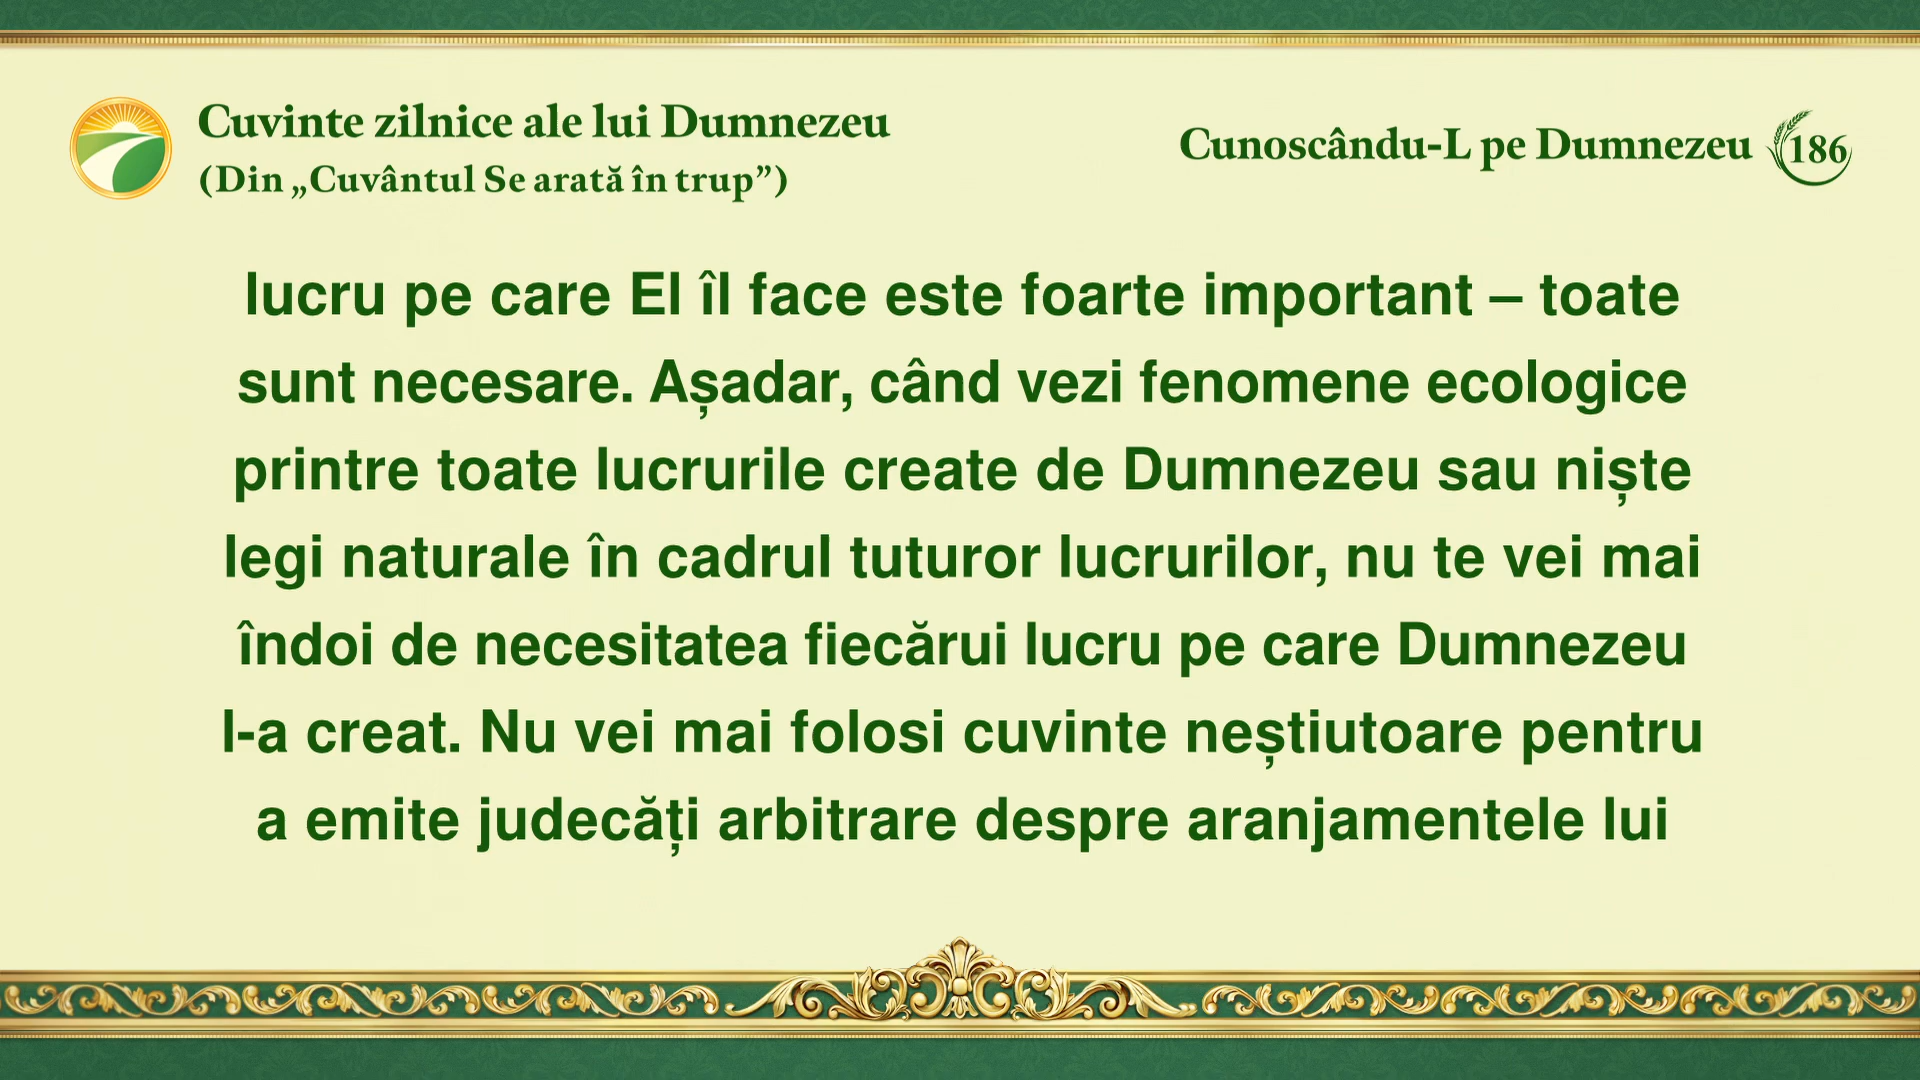 Cuvinte zilnice ale lui Dumnezeu
(Din „Cuvântul Se arată în trup”)
Cunoscându-L pe Dumnezeu 186
lucru pe care El îl face este foarte important – toate
sunt necesare. Așadar, când vezi fenomene ecologice
printre toate lucrurile create de Dumnezeu sau niște
legi naturale în cadrul tuturor lucrurilor, nu te vei mai
îndoi de necesitatea fiecărui lucru pe care Dumnezeu
l-a creat. Nu vei mai folosi cuvinte neștiutoare pentru
a emite judecăți arbitrare despre aranjamentele lui